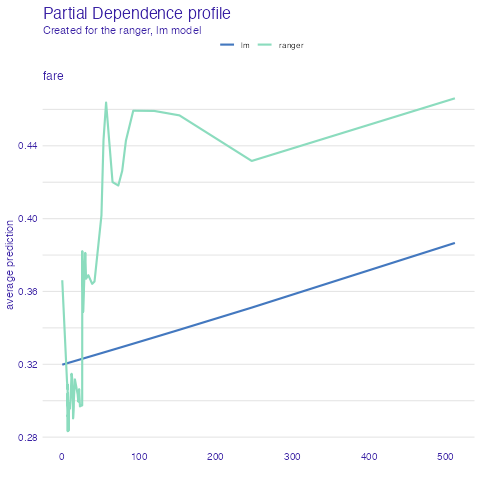 Partial Dependence profile
Created for the ranger, lm model
lm ranger
fare
average prediction
0.44
0.40
0.36
0.32
0.28
0 100 200 300 400 500